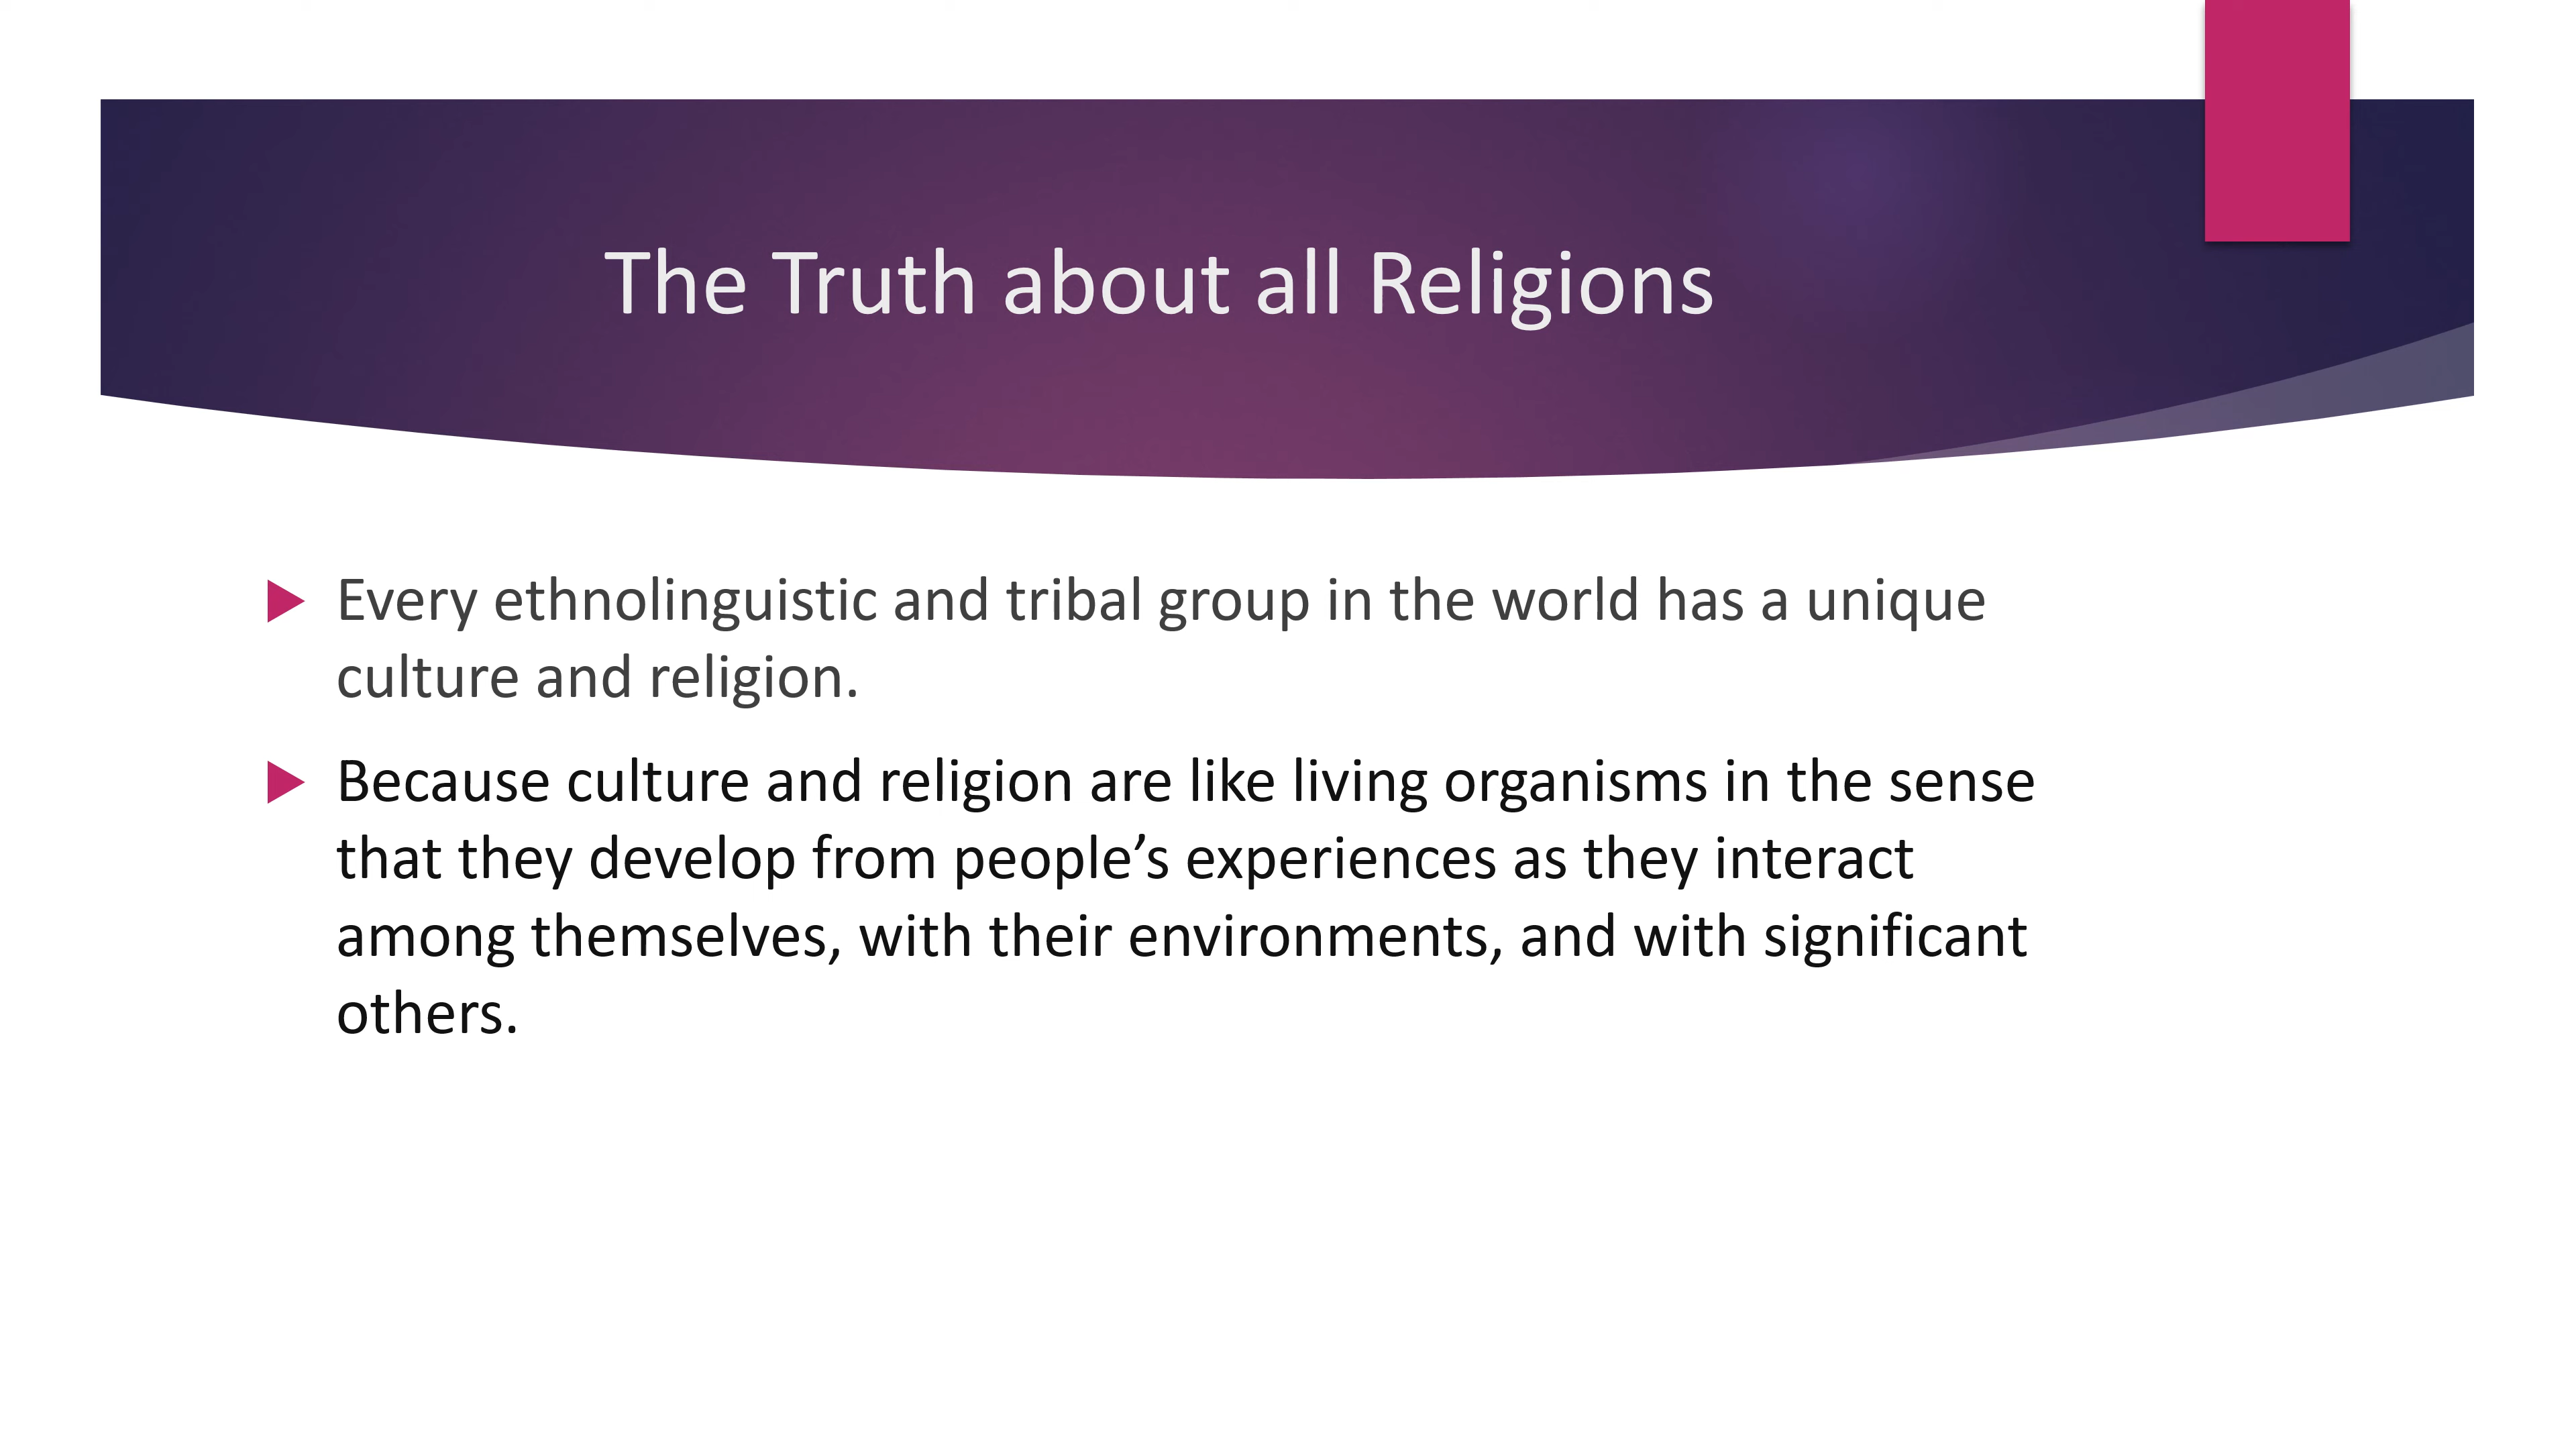 The Truth about all Religions
Every ethnolinguistic and tribal group in the world has a unique
culture and religion.
Because culture and religion are like living organisms in the sense
that they develop from people’s experiences as they interact
among themselves, with their environments, and with significant
others.